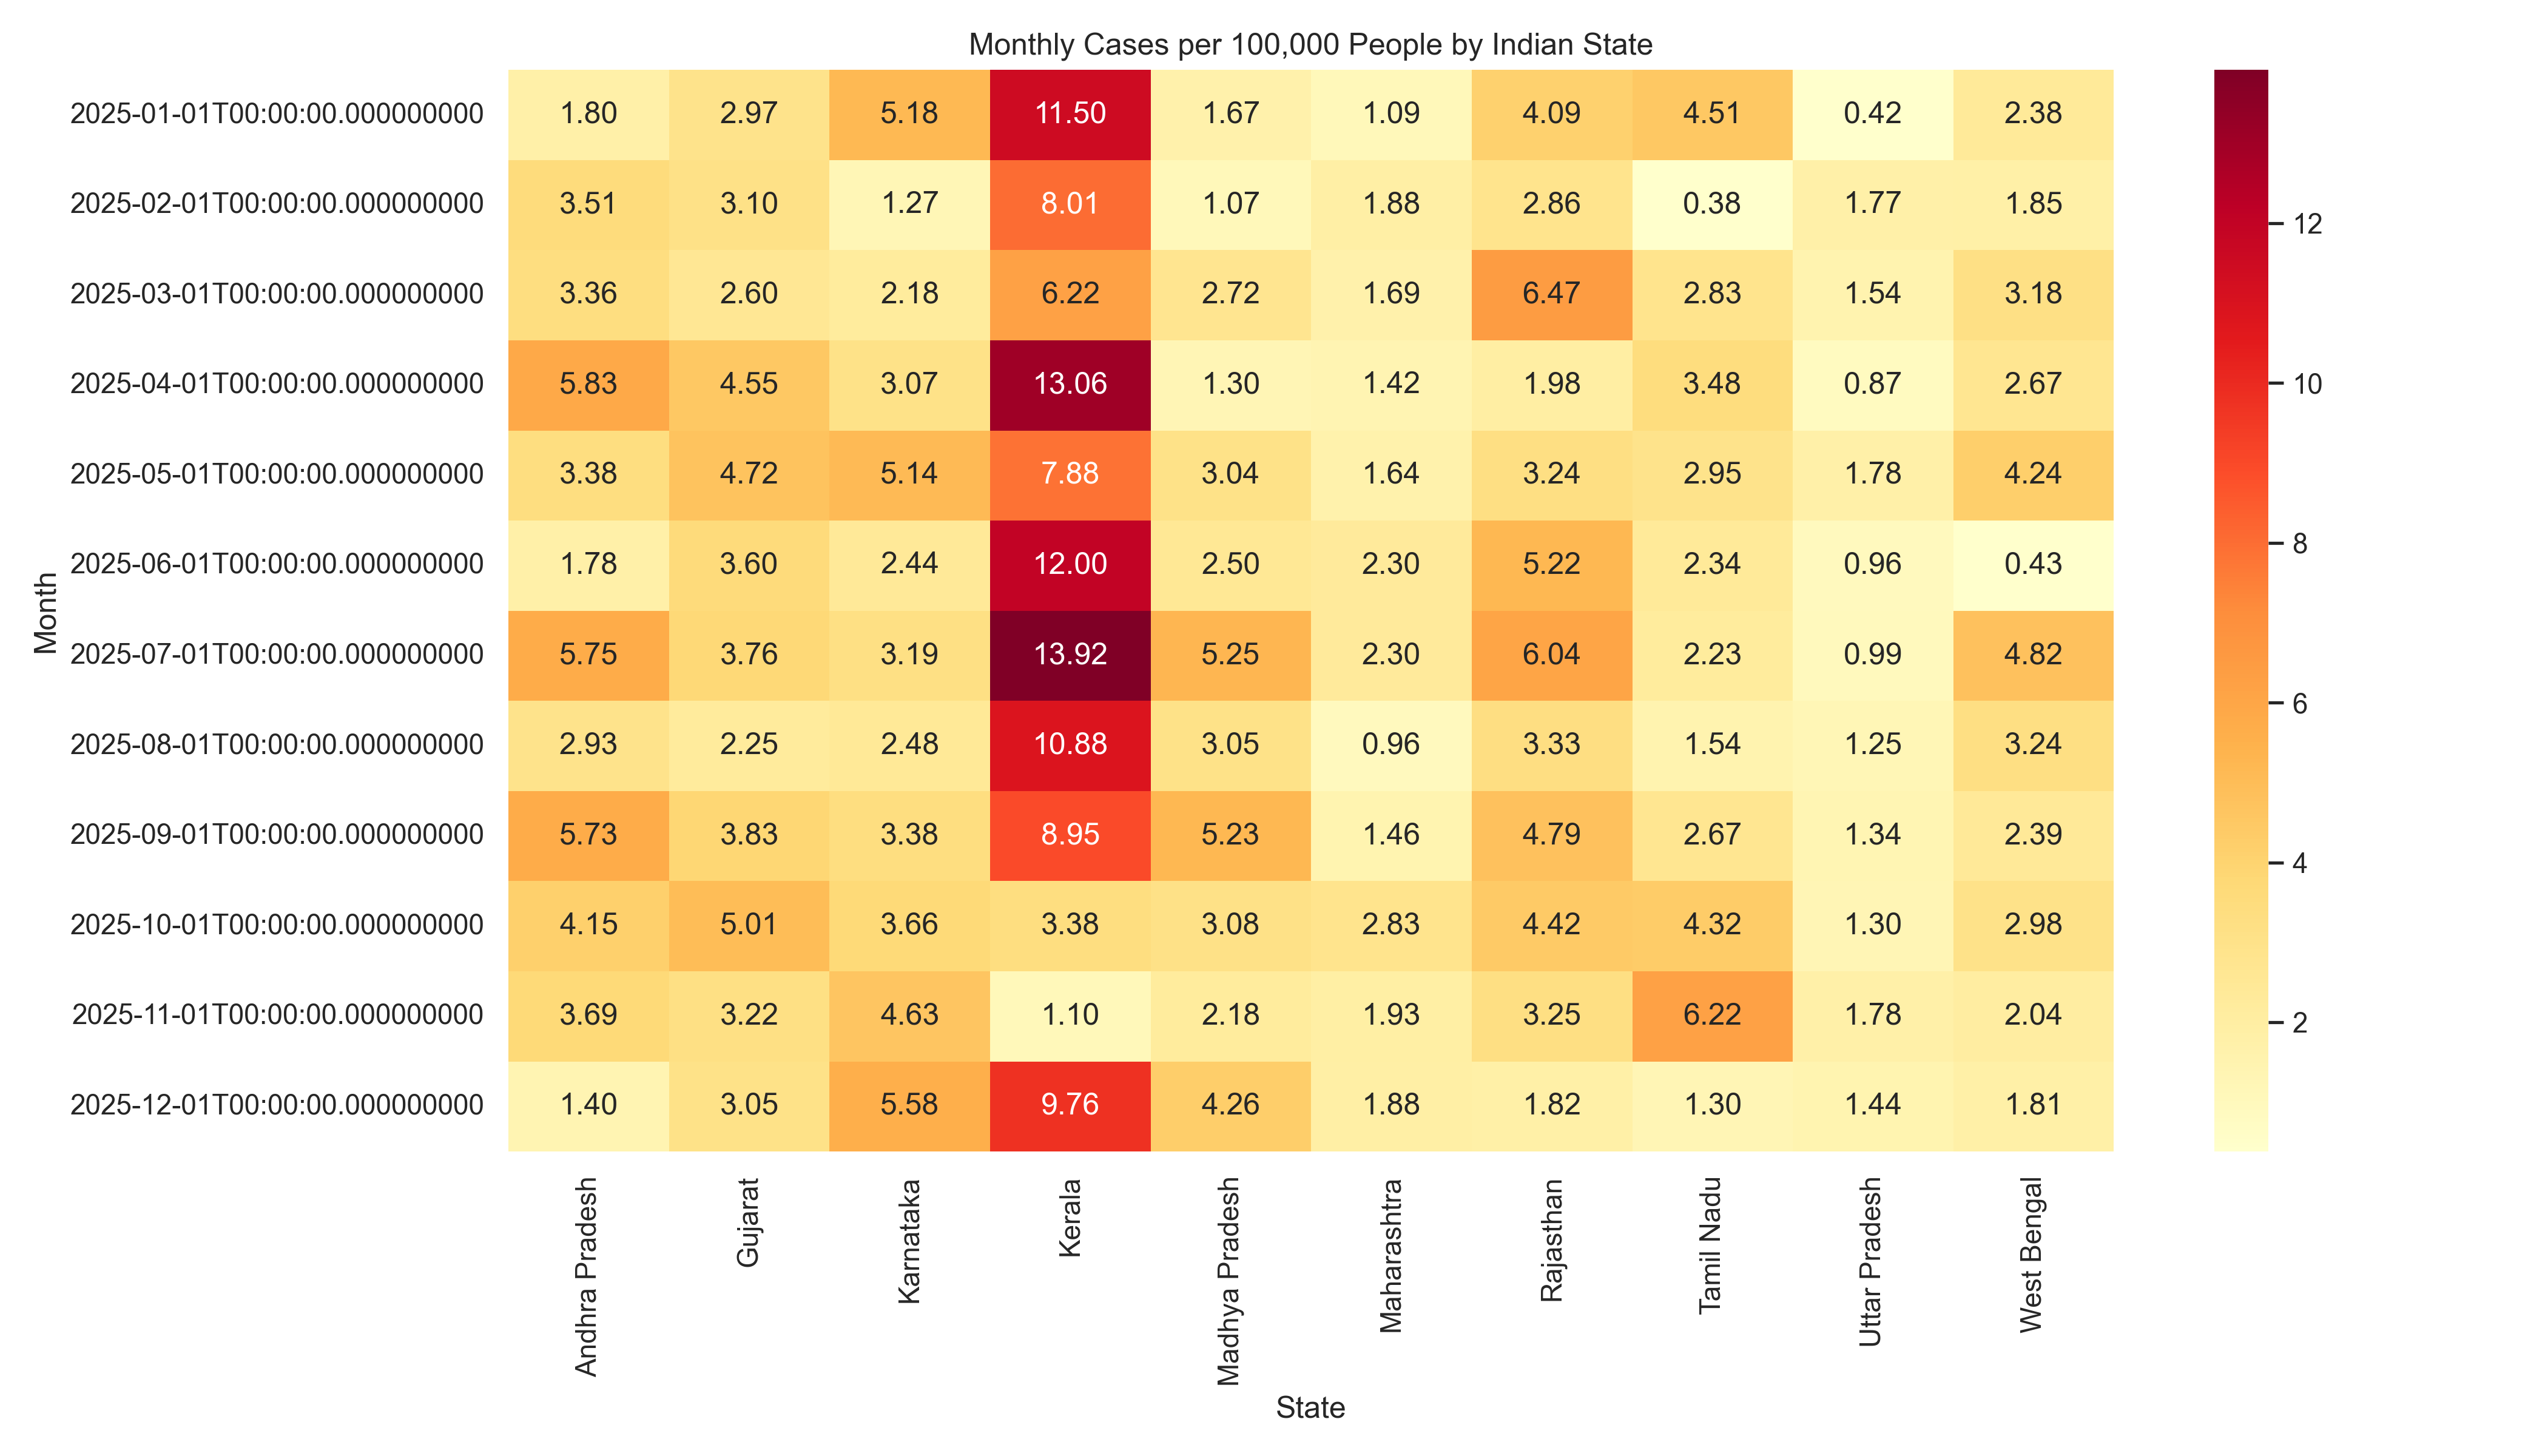 Monthly Cases per 100,000 People by Indian State
2025-01-01T00:00:00.000000000 1.80 2.97 5.18 11.50 1.67 1.09 4.09 4.51 0.42 2.38
2025-02-01T00:00:00.000000000 3.51 3.10 1.27 8.01 1.07 1.88 2.86 0.38 1.77 1.85
2025-03-01T00:00:00.000000000 3.36 2.60 2.18 6.22 2.72 1.69 6.47 2.83 1.54 3.18
2025-04-01T00:00:00.000000000 5.83 4.55 3.07 13.06 1.30 1.42 1.98 3.48 0.87 2.67
2025-05-01T00:00:00.000000000 3.38 4.72 5.14 7.88 3.04 1.64 3.24 2.95 1.78 4.24
2025-06-01T00:00:00.000000000 1.78 3.60 2.44 12.00 2.50 2.30 5.22 2.34 0.96 0.43
2025-07-01T00:00:00.000000000 5.75 3.76 3.19 13.92 5.25 2.30 6.04 2.23 0.99 4.82
2025-08-01T00:00:00.000000000 2.93 2.25 2.48 10.88 3.05 0.96 3.33 1.54 1.25 3.24
2025-09-01T00:00:00.000000000 5.73 3.83 3.38 8.95 5.23 1.46 4.79 2.67 1.34 2.39
2025-10-01T00:00:00.000000000 4.15 5.01 3.66 3.38 3.08 2.83 4.42 4.32 1.30 2.98
2025-11-01T00:00:00.000000000 3.69 3.22 4.63 1.10 2.18 1.93 3.25 6.22 1.78 2.04
2025-12-01T00:00:00.000000000 1.40 3.05 5.58 9.76 4.26 1.88 1.82 1.30 1.44 1.81
Month
Andhra Pradesh
Gujarat
Karnataka
Kerala
Madhya Pradesh
Maharashtra
Rajasthan
Tamil Nadu
Uttar Pradesh
West Bengal
State
12
10
8
6
4
2